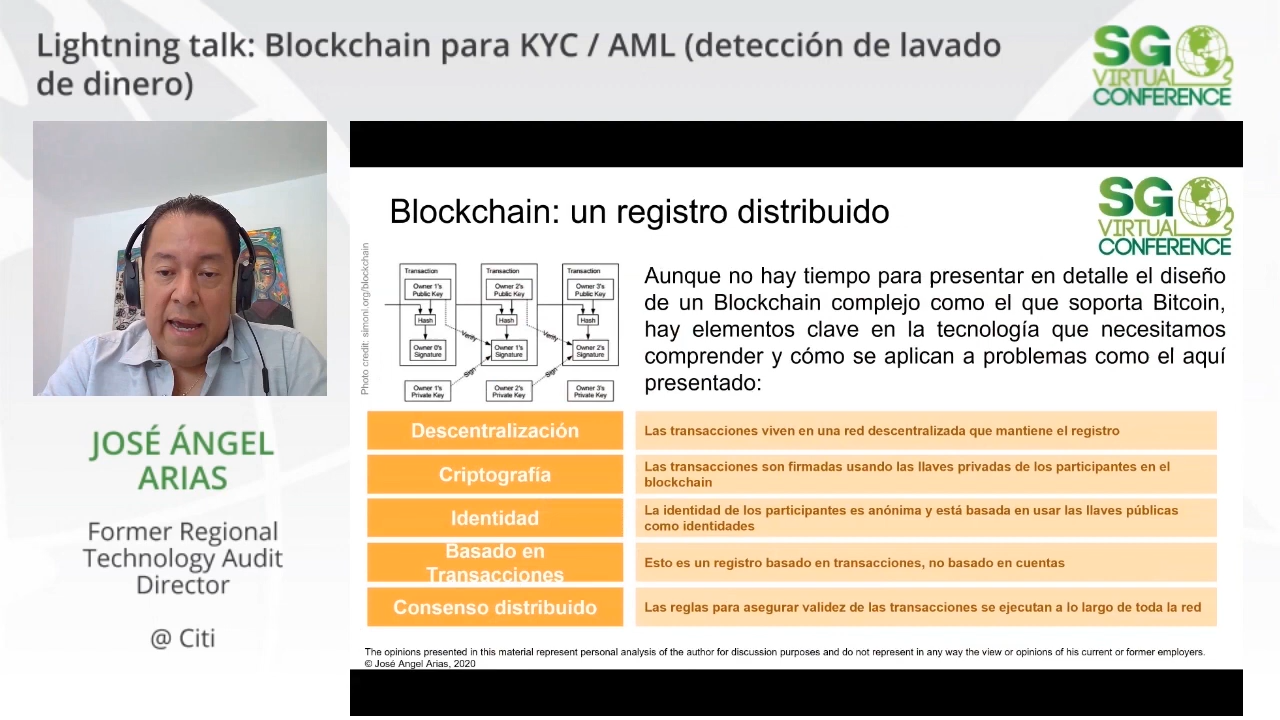 Lightning talk: Blockchain para KYC / AML (detección de lavado
de dinero)
SG
VIRTUAL
CONFERENCE
JOSÉ ÁNGEL
ARIAS
Former Regional
Technology Audit
Director
@ Citi
Blockchain: un registro distribuido
SG
VIRTUAL
CONFERENCE
Photo credit: simoni.org/blockchain
Transaction
Transaction
Transaction
Owner 1's
Public Key
Owner 2's
Public Key
Owner 3's
Public Key
Hash
Hash
Hash
Verify
Verify
Owner 0's
Signature
Owner 1's
Signature
Owner 2's
Signature
Sign
Sign
Owner 1's
Private Key
Owner 2's
Private Key
Owner 3's
Private Key
Aunque no hay tiempo para presentar en detalle el diseño
de un Blockchain complejo como el que soporta Bitcoin,
hay elementos clave en la tecnología que necesitamos
comprender y cómo se aplican a problemas como el aquí
presentado:
Descentralización
Las transacciones viven en una red descentralizada que mantiene el registro
Criptografía
Las transacciones son firmadas usando las llaves privadas de los participantes en el
blockchain
Identidad
La identidad de los participantes es anónima y está basada en usar las llaves públicas
como identidades
Basado en
Transacciones
Esto es un registro basado en transacciones, no basado en cuentas
Consenso distribuido
Las reglas para asegurar validez de las transacciones se ejecutan a lo largo de toda la red
The opinions presented in this material represent personal analysis of the author for discussion purposes and do not represent in any way the view or opinions of his current or former employers.
© José Angel Arias, 2020